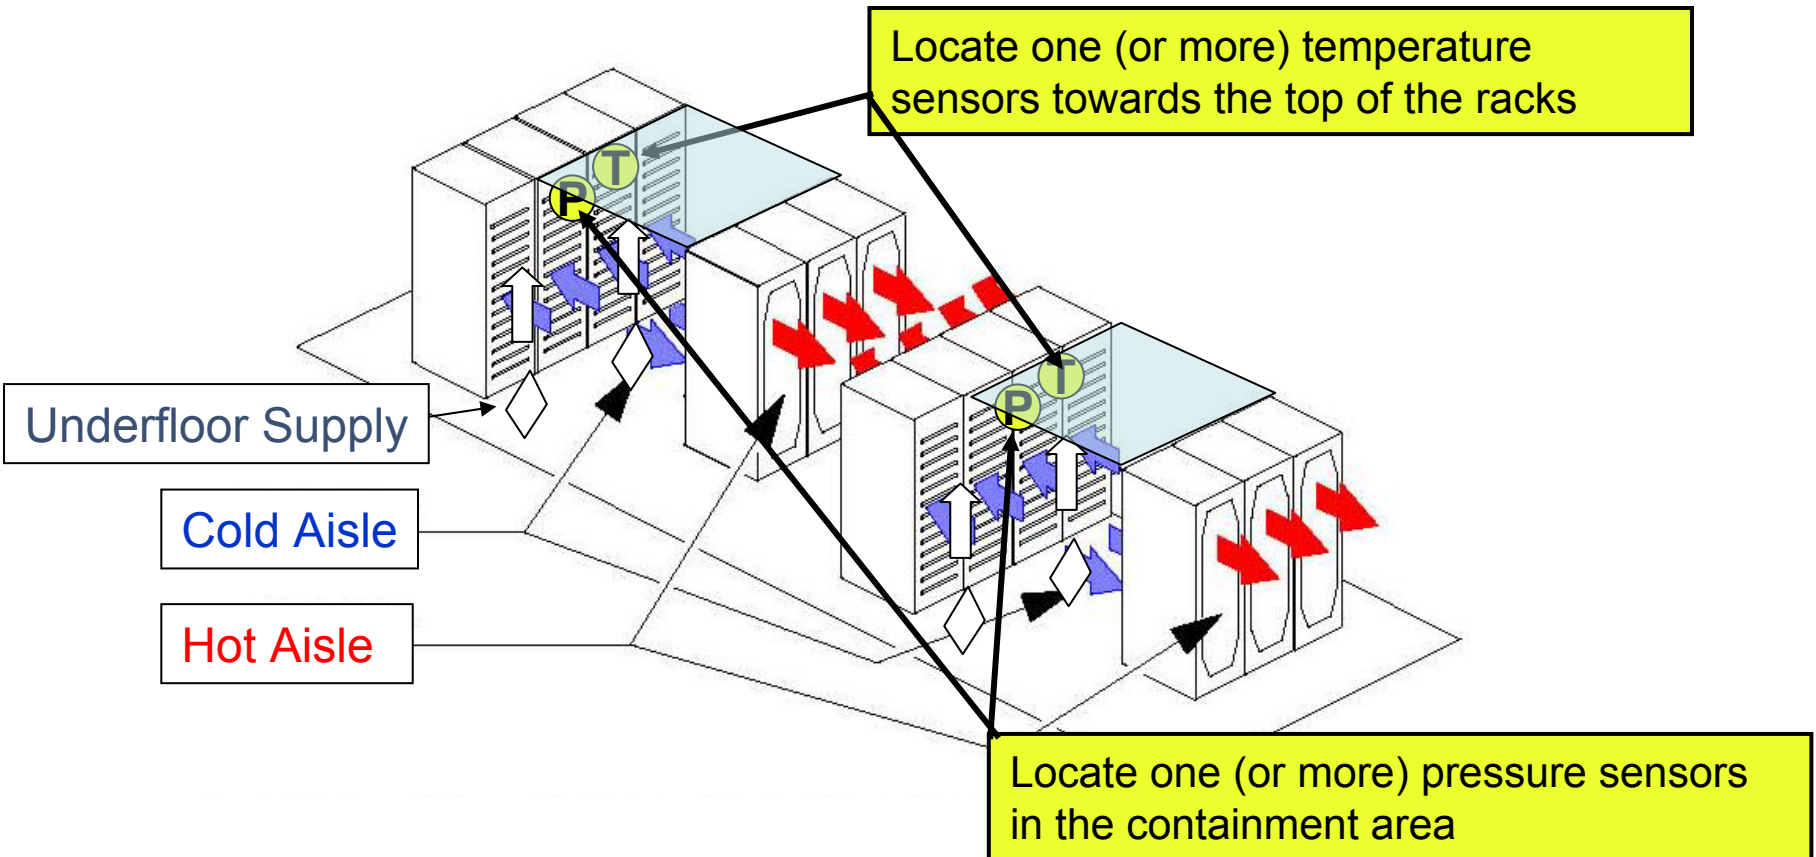 Locate one (or more) temperature
sensors towards the top of the racks
T
P
T
P
Underfloor Supply
Cold Aisle
Hot Aisle
Locate one (or more) pressure sensors
in the containment area